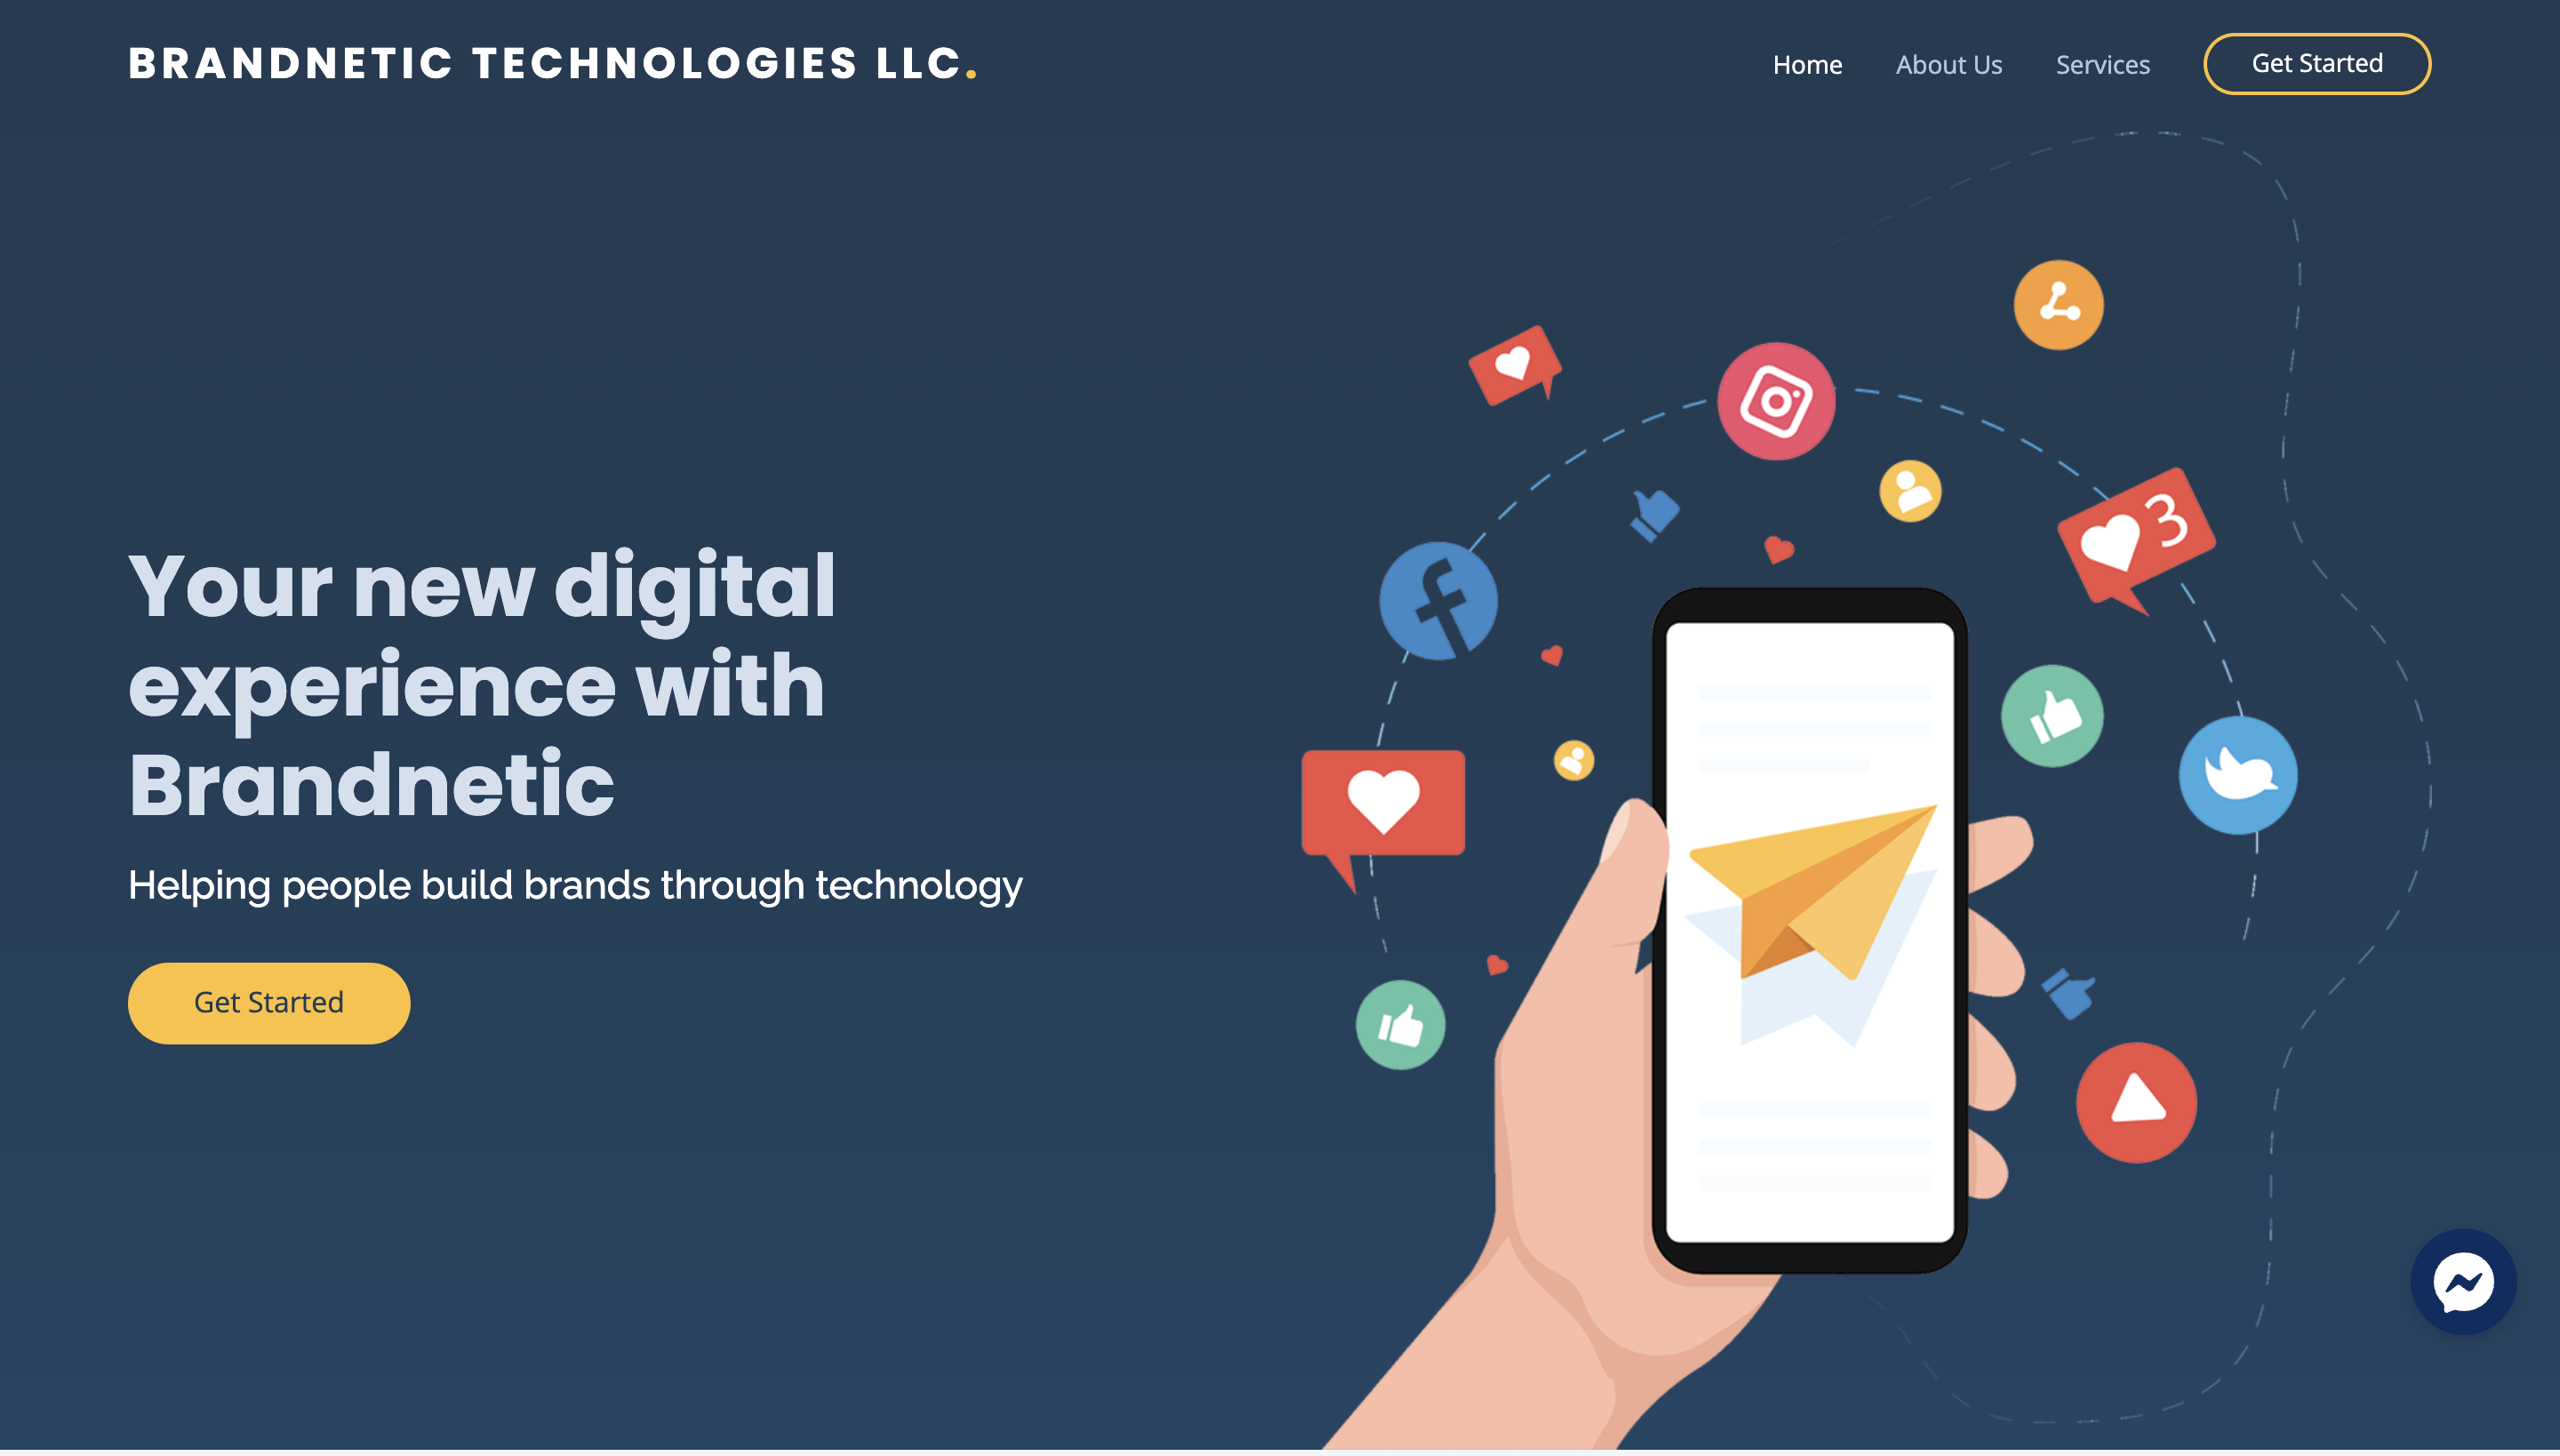 BRANDNETIC TECHNOLOGIES LLC.
Home About Us Services Get Started
3
Your new digital
experience with
Brandnetic
Helping people build brands through technology
Get Started